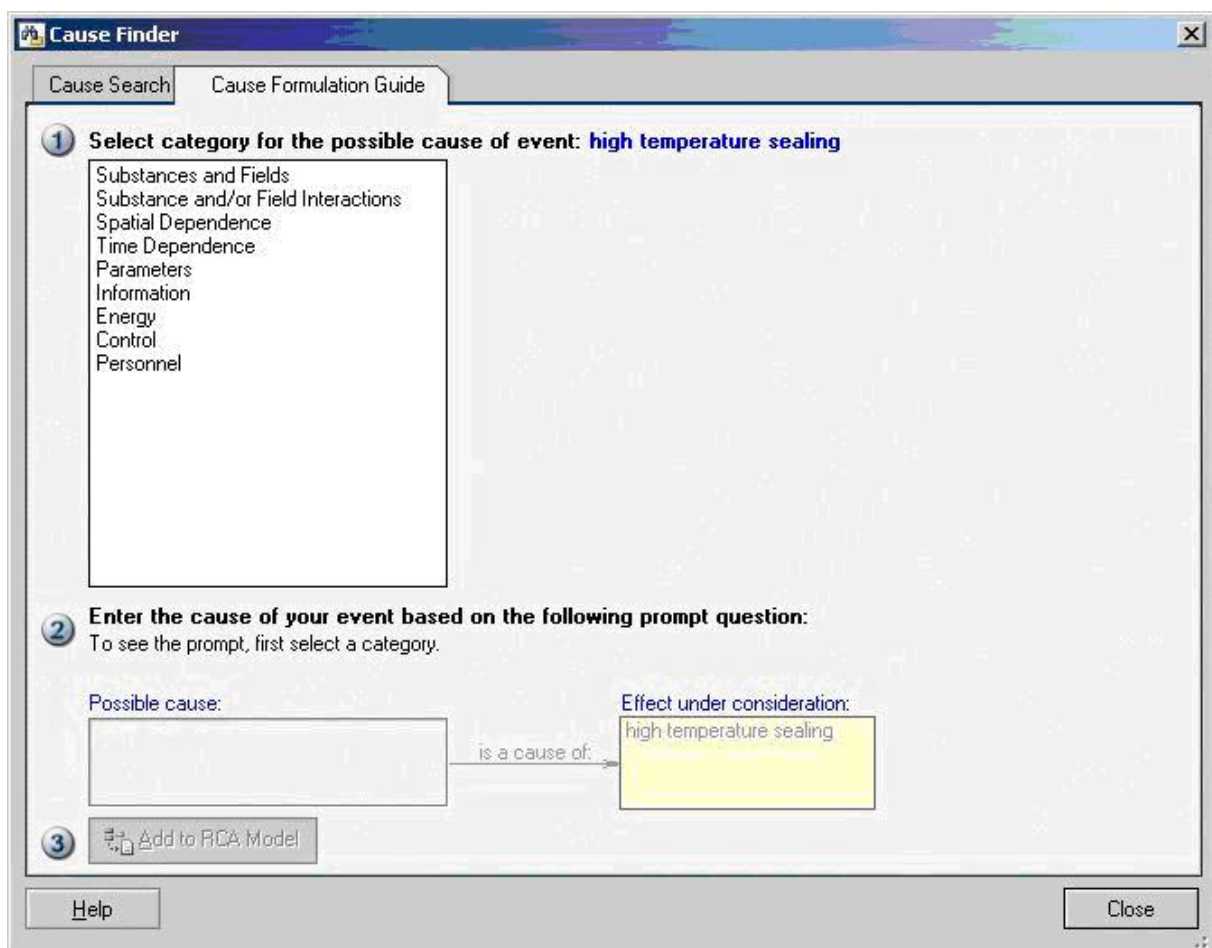 Cause Finder
Cause Search
Cause Formulation Guide
1 Select category for the possible cause of event: high temperature sealing
Substances and Fields
Substance and/or Field Interactions
Spatial Dependence
Time Dependence
Parameters
Information
Energy
Control
Personnel
2 Enter the cause of your event based on the following prompt question:
To see the prompt, first select a category.
Possible cause:
Effect under consideration:
is a cause of:
high temperature sealing
3 Add to RCA Model
Help
Close